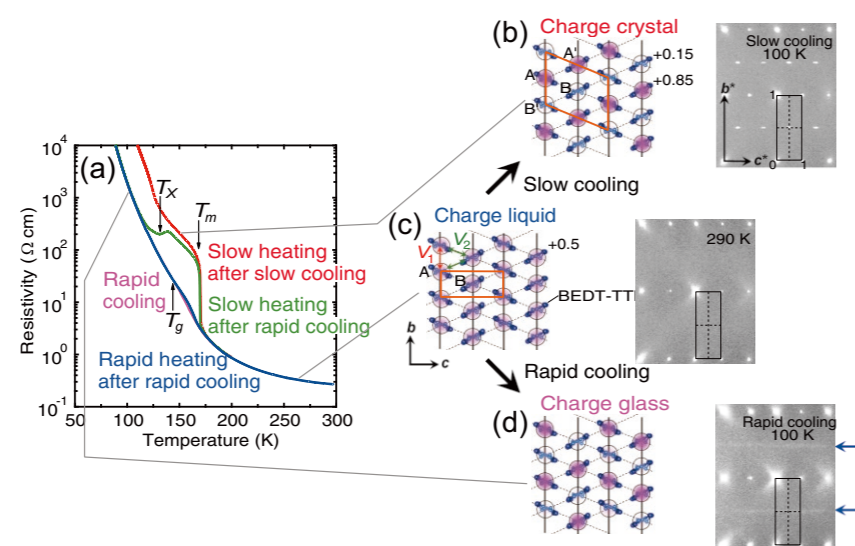 (a)
Resistivity (Ω cm)
10⁴
10³
10²
10¹
10⁰
10⁻¹
50 100 150 200 250 300
Temperature (K)
T_X
T_m
T_g
Slow heating
after slow cooling
Rapid
cooling
Slow heating
after rapid cooling
Rapid heating
after rapid cooling
(b)
Charge crystal
A'
A
B
B'
+0.15
+0.85
Slow cooling
100 K
b*
1
c*
0 1
Slow cooling
(c)
Charge liquid
V₁
V₂
A
B
+0.5
BEDT-TTI
b
c
290 K
Rapid cooling
(d)
Charge glass
Rapid cooling
100 K